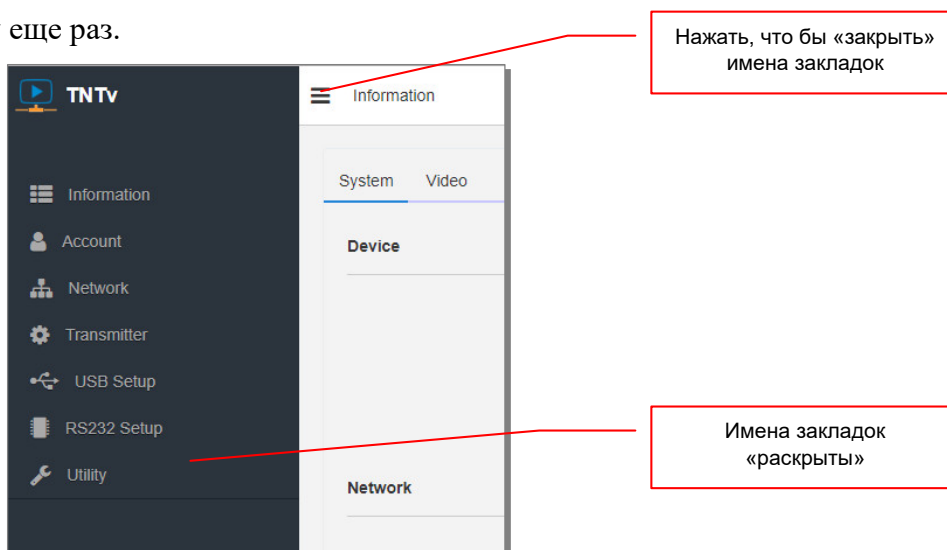 еще раз.
Нажать, что бы «закрыть»
имена закладок
TNTv
Information
System Video
Information
Account
Device
Network
Transmitter
USB Setup
RS232 Setup
Utility
Имена закладок
«раскрыты»
Network